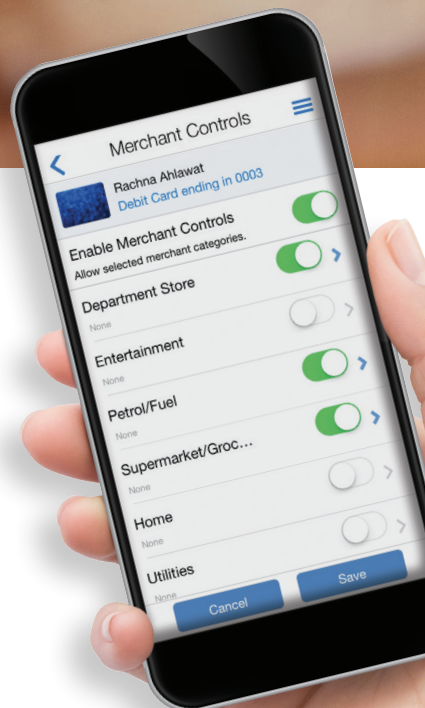 Merchant Controls
Rachna Ahlawat
Debit Card ending in 0003
Enable Merchant Controls
Allow selected merchant categories.
Department Store
None
Entertainment
None
Petrol/Fuel
None
Supermarket/Groc...
None
Home
None
Utilities
None
Cancel
Save